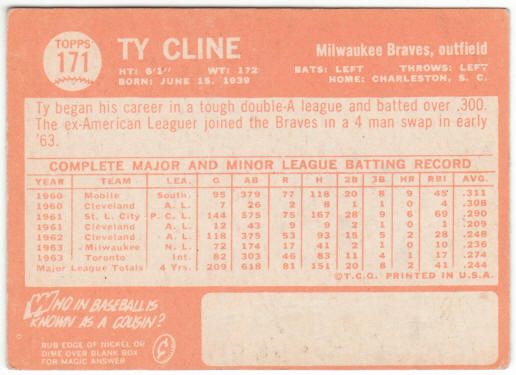 TOPPS
171
TY CLINE
HT: 6'1" WT: 172
BORN: JUNE 15, 1939
Milwaukee Braves, outfield
BATS: LEFT THROWS: LEFT
HOME: CHARLESTON, S. C.
Ty began his career in a tough double-A league and batted over .300.
The ex-American Leaguer joined the Braves in a 4 man swap in early
'63.
COMPLETE MAJOR AND MINOR LEAGUE BATTING RECORD
YEAR TEAM LEA. G AB R H 2B 3B HR RBI AVG.
1960 Mobile South. 95 379 77 118 20 8 9 45 .311
1960 Cleveland A. L. 7 26 2 8 1 1 0 4 .308
1961 St. L. City P. C. L. 144 575 75 167 28 9 6 69 .290
1961 Cleveland A. L. 12 43 9 9 2 1 0 1 .209
1962 Cleveland A. L. 118 375 53 93 15 5 2 28 .248
1963 Milwaukee N. L. 72 174 17 41 2 1 0 10 .236
1963 Toronto Int. 82 303 46 83 11 4 1 17 .274
Major League Totals 4 Yrs. 209 618 81 151 20 8 2 41 .244
© T.C.G. PRINTED IN U.S.A.
WHO IN BASEBALL IS
KNOWN AS A COUSIN?
RUB EDGE OF NICKEL OR
DIME OVER BLANK BOX
FOR MAGIC ANSWER